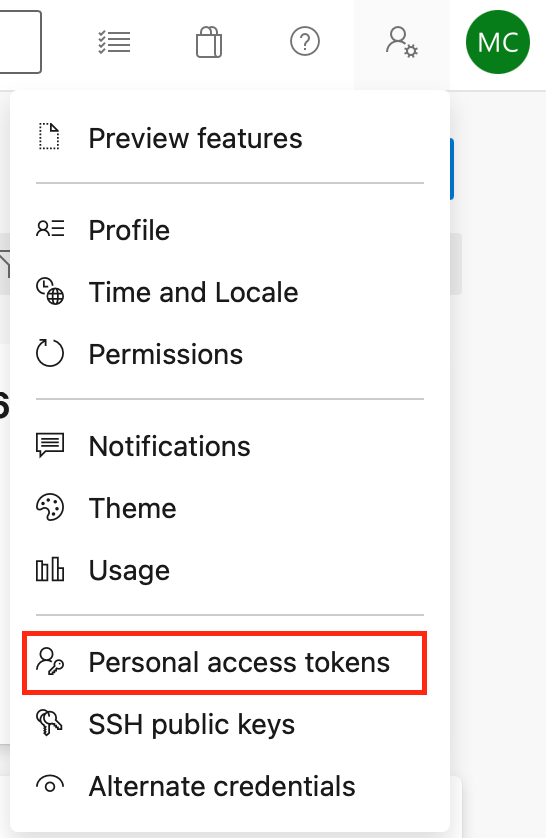 MC
Preview features
Profile
Time and Locale
Permissions
6
Notifications
Theme
Usage
Personal access tokens
SSH public keys
Alternate credentials